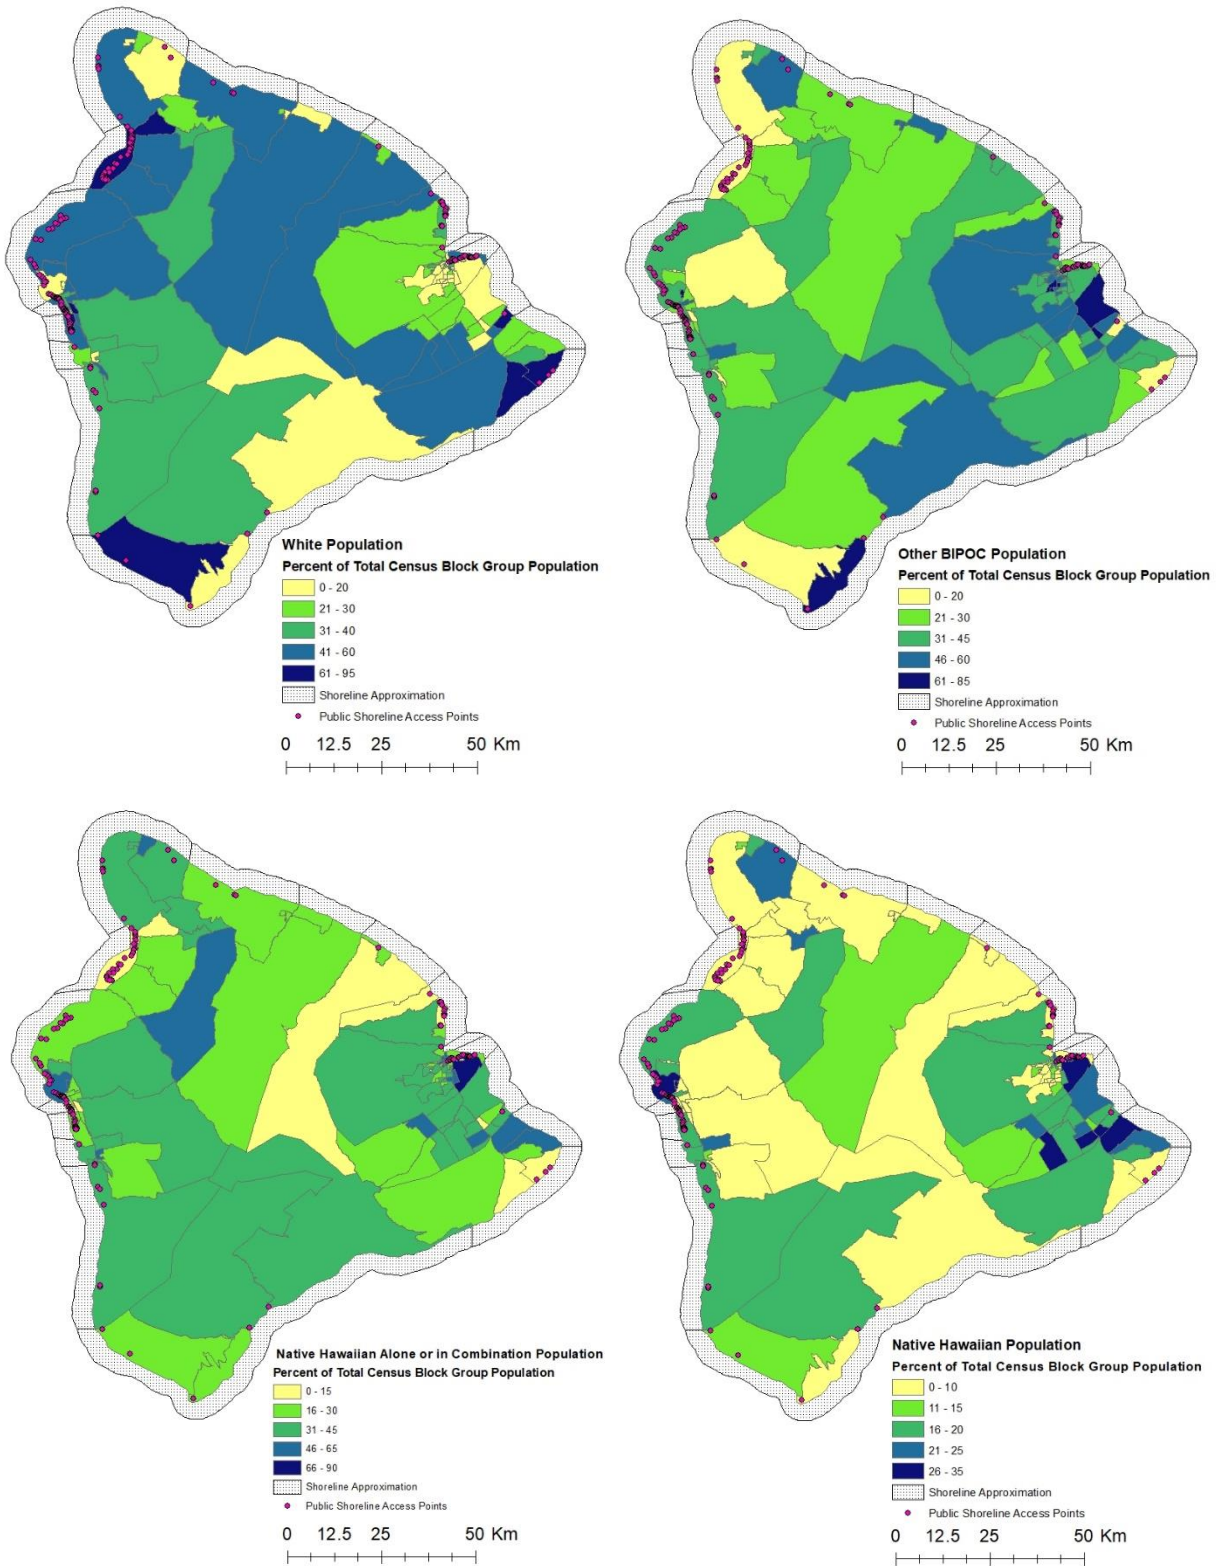 White Population
Percent of Total Census Block Group Population
0 - 20
21 - 30
31 - 40
41 - 60
61 - 95
Shoreline Approximation
Public Shoreline Access Points
0 12.5 25 50 Km
Other BIPOC Population
Percent of Total Census Block Group Population
0 - 20
21 - 30
31 - 45
46 - 60
61 - 85
Shoreline Approximation
Public Shoreline Access Points
0 12.5 25 50 Km
Native Hawaiian Alone or in Combination Population
Percent of Total Census Block Group Population
0 - 15
16 - 30
31 - 45
46 - 65
66 - 90
Shoreline Approximation
Public Shoreline Access Points
0 12.5 25 50 Km
Native Hawaiian Population
Percent of Total Census Block Group Population
0 - 10
11 - 15
16 - 20
21 - 25
26 - 35
Shoreline Approximation
Public Shoreline Access Points
0 12.5 25 50 Km